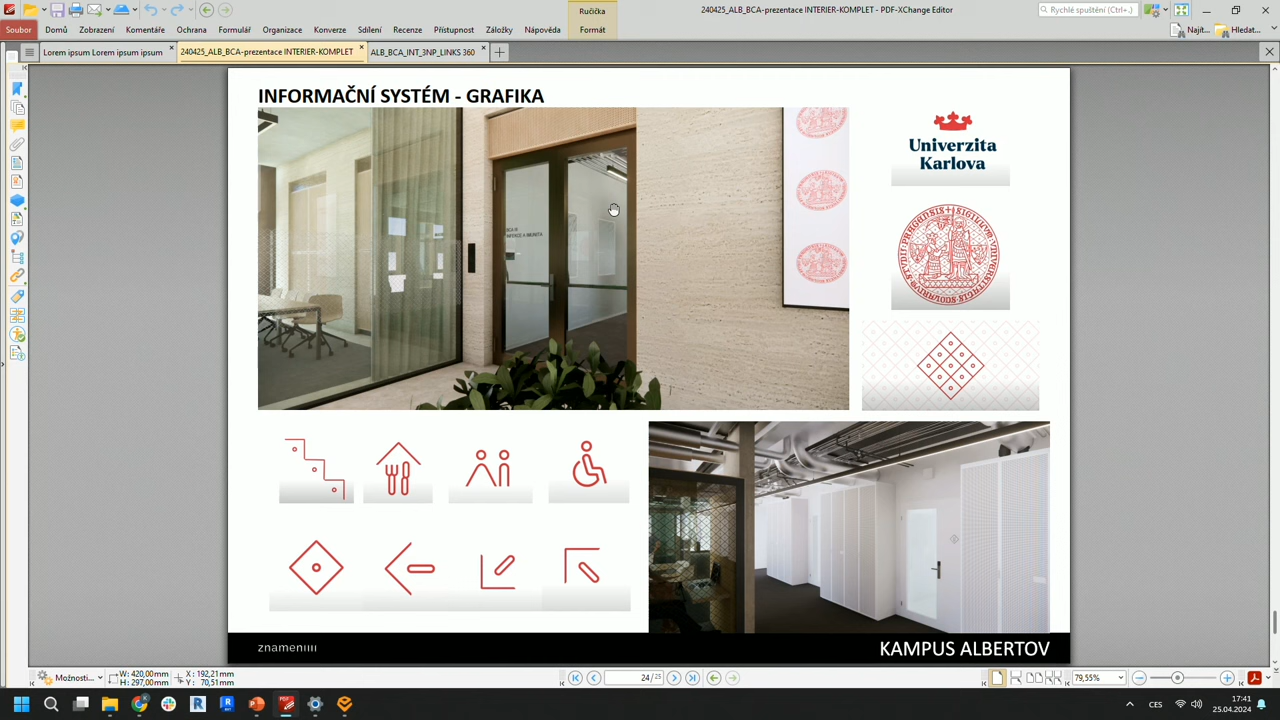 240425_ALB_BCA-prezentace INTERIER-KOMPLET - PDF-XChange Editor
Ručička
Rychlé spuštění (Ctrl+.)
Soubor
Domů
Zobrazení
Komentáře
Ochrana
Formulář
Organizace
Konverze
Sdílení
Recenze
Přístupnost
Záložky
Nápověda
Formát
Najít...
Hledat...
Lorem ipsum Lorem ipsum ipsum
240425_ALB_BCA-prezentace INTERIER-KOMPLET
ALB_BCA_INT_3NP_LINKS 360
INFORMAČNÍ SYSTÉM - GRAFIKA
Univerzita
Karlova
znamenıııı
KAMPUS ALBERTOV
Možnosti...
W: 420,00mm
H: 297,00mm
X: 192,21mm
Y: 70,51mm
24 / 25
79,55%
CES
17:41
25.04.2024